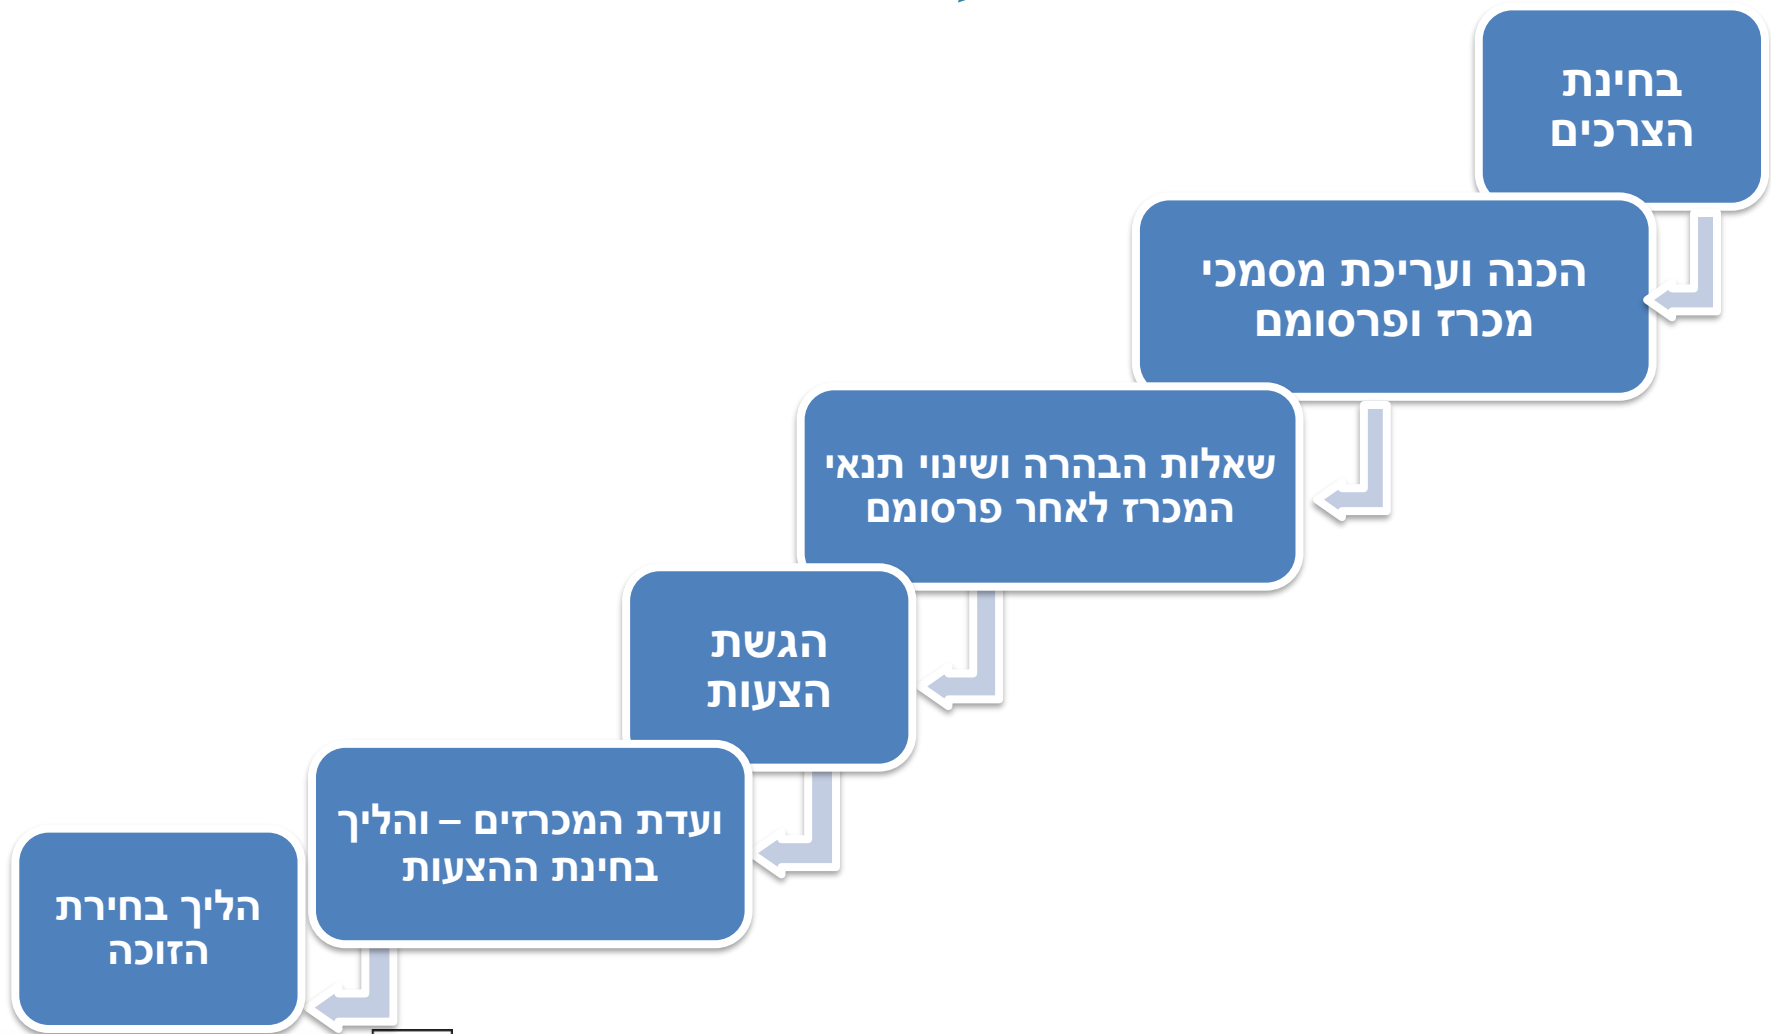 בחינת
הצרכים
הכנה ועריכת מסמכי
מכרז ופרסומם
שאלות הבהרה ושינוי תנאי
המכרז לאחר פרסומם
הגשת
הצעות
ועדת המכרזים – והליך
בחינת ההצעות
הליך בחירת
הזוכה